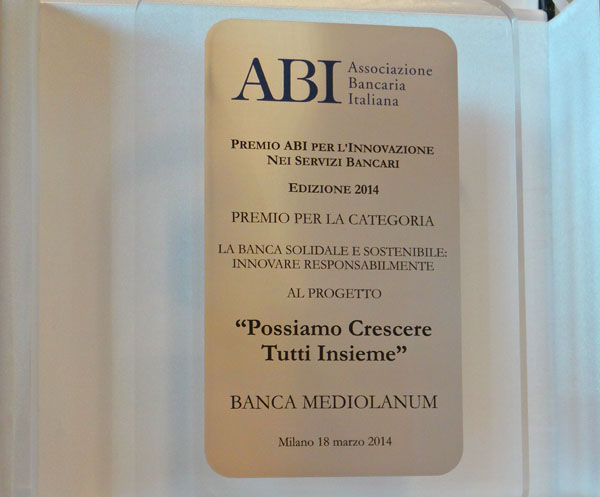 ABI Associazione
Bancaria
Italiana
PREMIO ABI PER L'INNOVAZIONE
NEI SERVIZI BANCARI
EDIZIONE 2014
PREMIO PER LA CATEGORIA
LA BANCA SOLIDALE E SOSTENIBILE:
INNOVARE RESPONSABILMENTE
AL PROGETTO
“Possiamo Crescere
Tutti Insieme”
BANCA MEDIOLANUM
Milano 18 marzo 2014